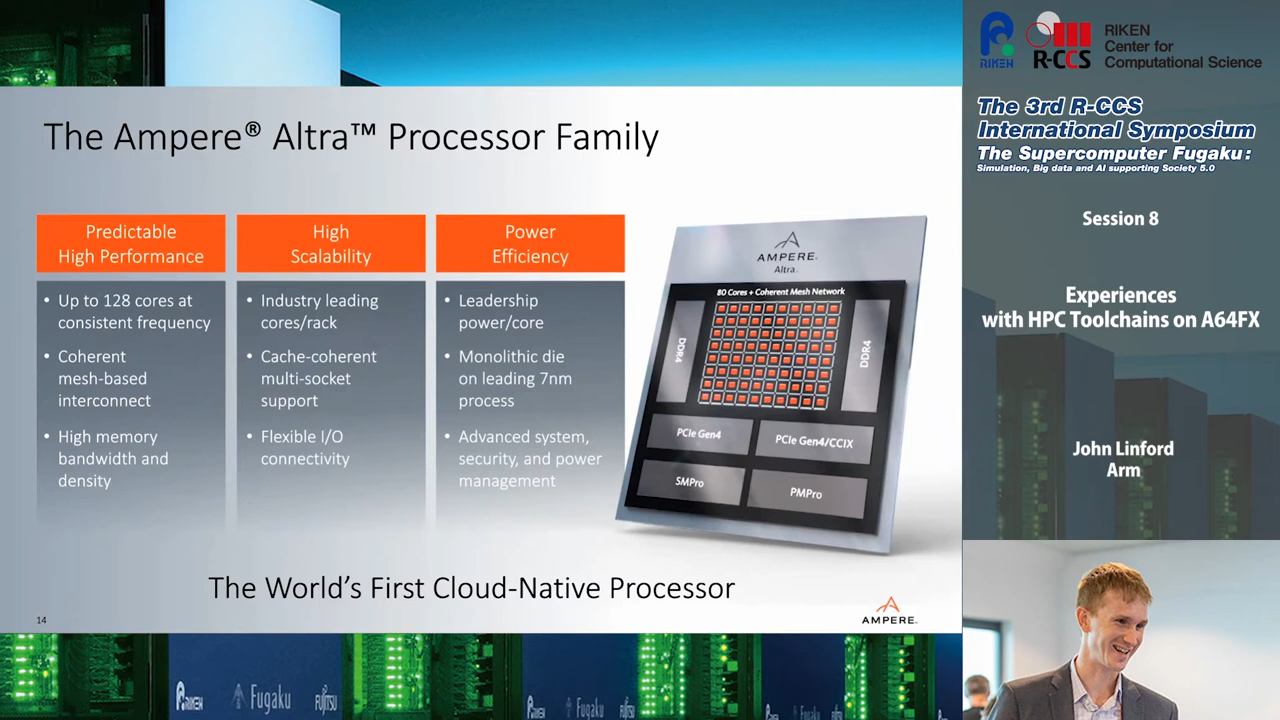 The Ampere® Altra™ Processor Family
Predictable
High Performance
• Up to 128 cores at
consistent frequency
• Coherent
mesh-based
interconnect
• High memory
bandwidth and
density
High
Scalability
• Industry leading
cores/rack
• Cache-coherent
multi-socket
support
• Flexible I/O
connectivity
Power
Efficiency
• Leadership
power/core
• Monolithic die
on leading 7nm
process
• Advanced system,
security, and power
management
AMPERE.
Altra
80 Cores + Coherent Mesh Network
DDR4
DDR4
PCIe Gen4
PCIe Gen4/CCIX
SMPro
PMPro
The World's First Cloud-Native Processor
14
AMPERE.
RIKEN
Fugaku
FUJITSU
RIKEN
Fugaku
FUJITSU
RIKEN
R-CCS
RIKEN
Center for
Computational Science
The 3rd R-CCS
International Symposium
The Supercomputer Fugaku:
Simulation, Big data and AI supporting Society 5.0
Session 8
Experiences
with HPC Toolchains on A64FX
John Linford
Arm